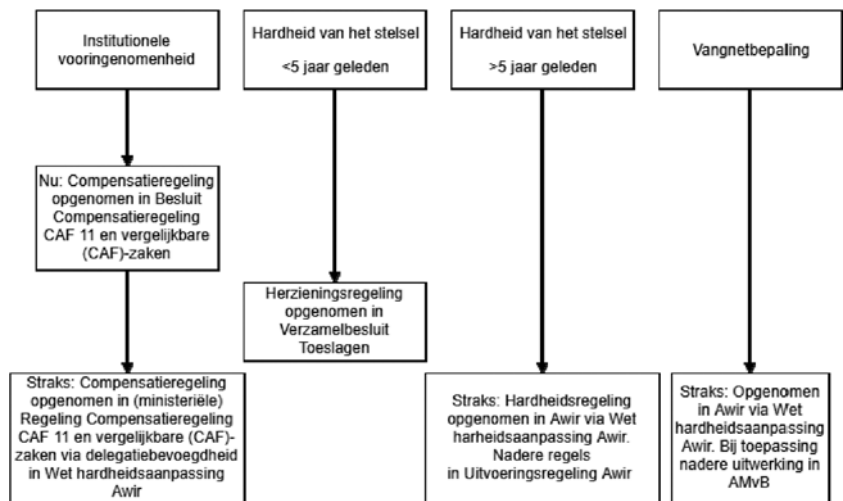 Institutionele
vooringenomenheid
Hardheid van het stelsel
<5 jaar geleden
Hardheid van het stelsel
>5 jaar geleden
Vangnetbepaling
Nu: Compensatieregeling
opgenomen in Besluit
Compensatieregeling
CAF 11 en vergelijkbare
(CAF)-zaken
Herzieningsregeling
opgenomen in
Verzamelbesluit
Toeslagen
Straks: Compensatieregeling
opgenomen in (ministeriële)
Regeling Compensatieregeling
CAF 11 en vergelijkbare (CAF)-
zaken via delegatiebevoegdheid
in Wet hardheidsaanpassing
Awir
Straks: Hardheidsregeling
opgenomen in Awir via Wet
harheidsaanpassing Awir.
Nadere regels
in Uitvoeringsregeling Awir
Straks: Opgenomen
in Awir via Wet
hardheidsaanpassing
Awir. Bij toepassing
nadere uitwerking in
AMvB